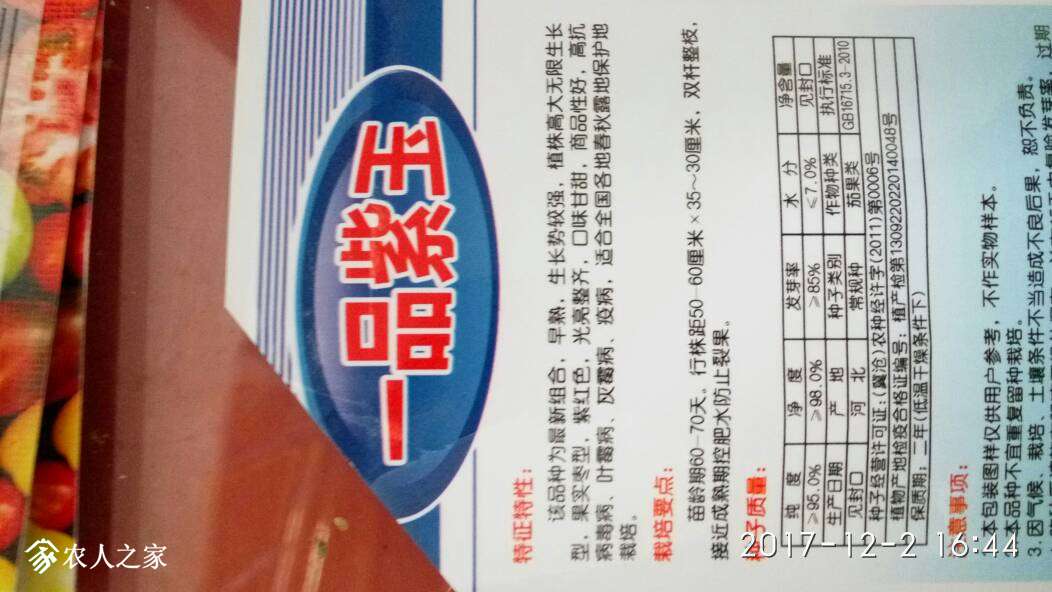 一品紫玉
特征特性：
该品种为最新组合，早熟，生长势较强，植株高大无限生长
型，果实枣型，紫红色，光亮整齐，口味甘甜，商品性好，高抗
病毒病、叶霉病、灰霉病、疫病，适合全国各地春秋露地保护地
栽培。
栽培要点：
苗龄期60-70天。行株距50-60厘米×35～30厘米，双杆整枝，
接近成熟期控肥水防止裂果。
种子质量：
纯 度 净 度 发芽率 水 分 净含量
≥95.0% ≥98.0% ≥85% ≤7.0% 见封口
生产日期 产 地 种子类别 作物种类 执行标准
见封口 河 北 常规种 茄果类 GB16715.3-2010
种子经营许可证：(冀沧)农种经许字(2011)第0006号
植物产地检疫合格证编号：植产检第1309220220140048号
保质期：二年(低温干燥条件下)
注意事项：
1本包装图样仅供用户参考，不作实物样本。
本品种不宜重复留种栽培。
3.因气候、栽培、土壤条件不当造成不良后果，恕不负责。
过期
农人之家
2017-12-2 16:44